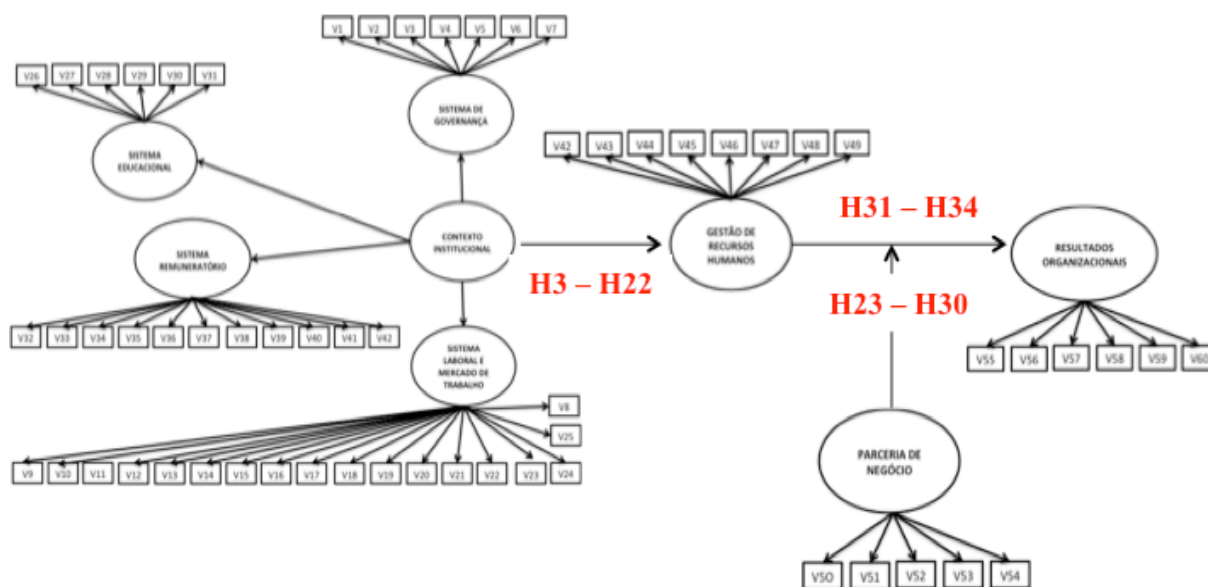 V1 V2 V3 V4 V5 V6 V7
V26 V27 V28 V29 V30 V31
SISTEMA DE
GOVERNANÇA
SISTEMA
EDUCACIONAL
V42 V43 V44 V45 V46 V47 V48 V49
H31 – H34
SISTEMA
REMUNERATÓRIO
CONTEXTO
INSTITUCIONAL
GESTÃO DE
RECURSOS
HUMANOS
RESULTADOS
ORGANIZACIONAIS
H3 – H22
H23 – H30
V32 V33 V34 V35 V36 V37 V38 V39 V40 V41 V42
SISTEMA
LABORAL E
MERCADO DE
TRABALHO
V55 V56 V57 V58 V59 V60
V8
V25
V9 V10 V11 V12 V13 V14 V15 V16 V17 V18 V19 V20 V21 V22 V23 V24
PARCERIA DE
NEGÓCIO
V50 V51 V52 V53 V54